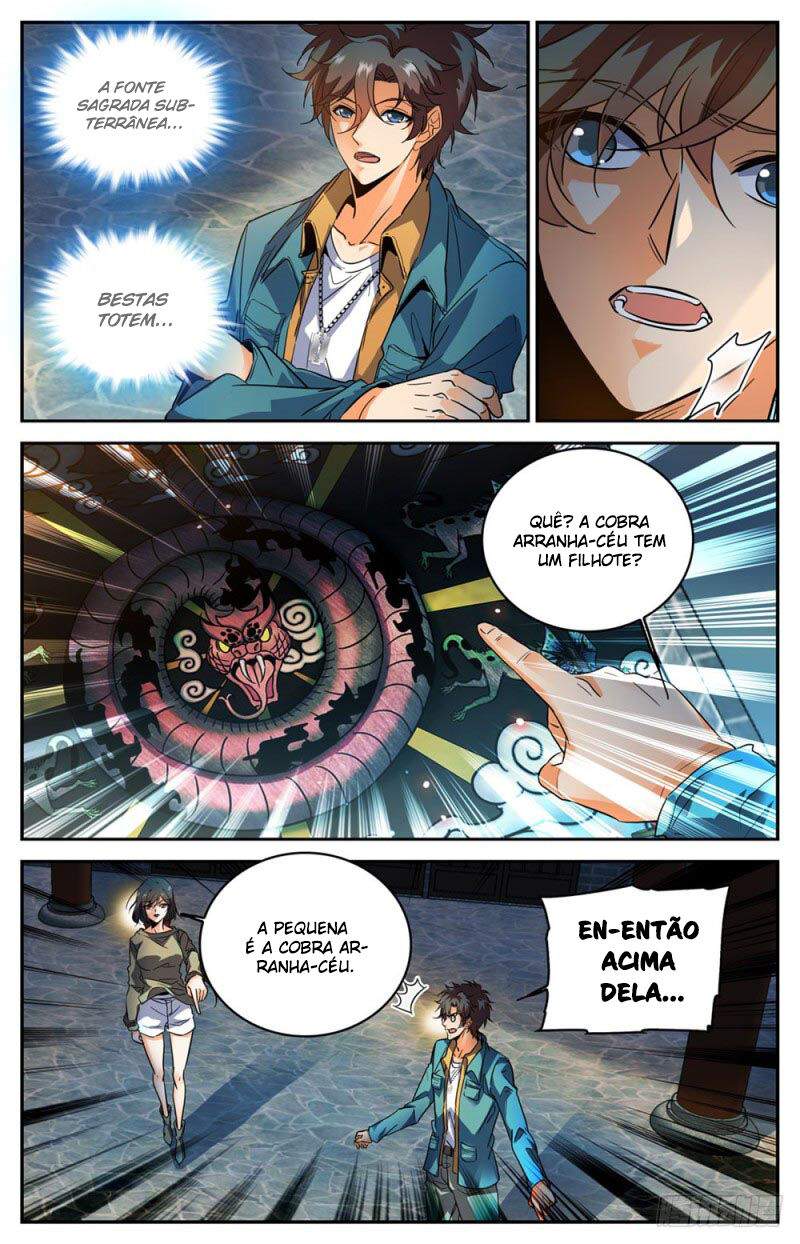 A FONTE
SAGRADA SUB-
TERRÂNEA...
BESTAS
TOTEM...
QUÊ? A COBRA
ARRANHA-CÉU TEM
UM FILHOTE?
A PEQUENA
É A COBRA AR-
RANHA-CÉU.
EN-ENTÃO
ACIMA
DELA...